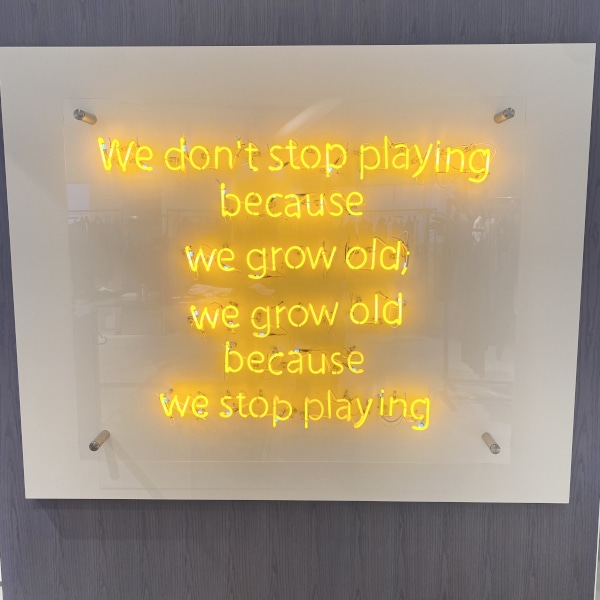 We don't stop playing
because
we grow old;
we grow old
because
we stop playing